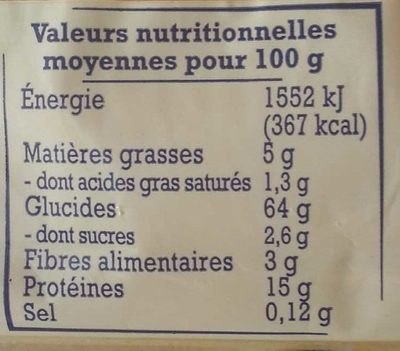 Valeurs nutritionnelles
moyennes pour 100 g
Énergie 1552 kJ
(367 kcal)
Matières grasses 5 g
- dont acides gras saturés 1,3 g
Glucides 64 g
- dont sucres 2,6 g
Fibres alimentaires 3 g
Protéines 15 g
Sel 0,12 g